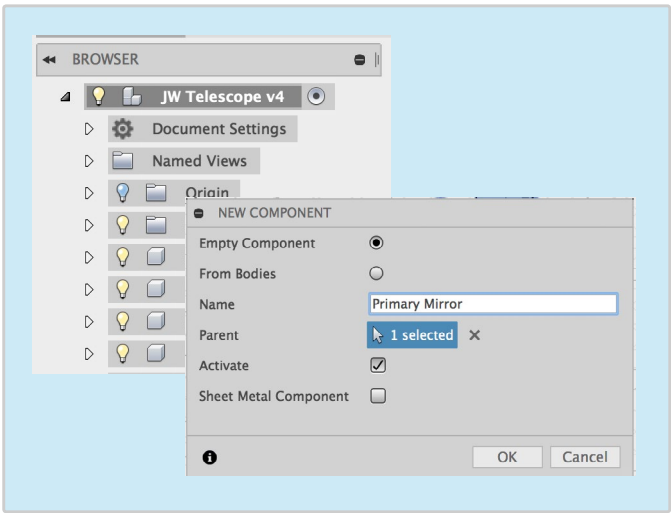 BROWSER
JW Telescope v4
Document Settings
Named Views
Origin
NEW COMPONENT
Empty Component
From Bodies
Name Primary Mirror
Parent 1 selected
Activate
Sheet Metal Component
OK Cancel